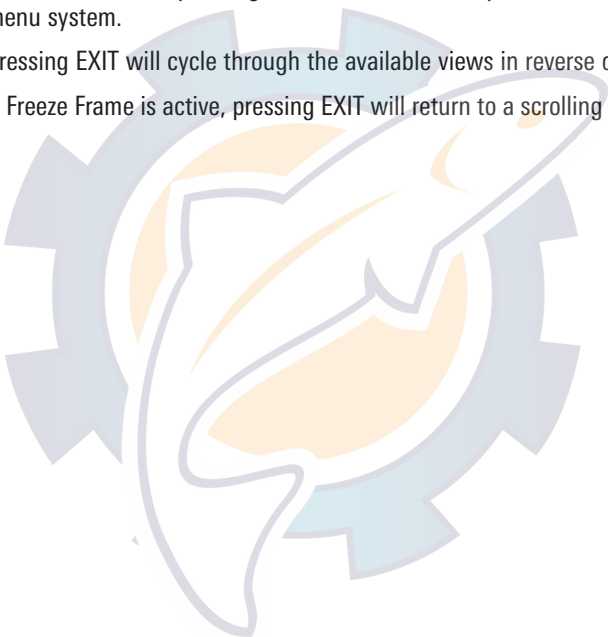 enu system.
ressing EXIT will cycle through the available views in reverse
Freeze Frame is active, pressing EXIT will return to a scrolling